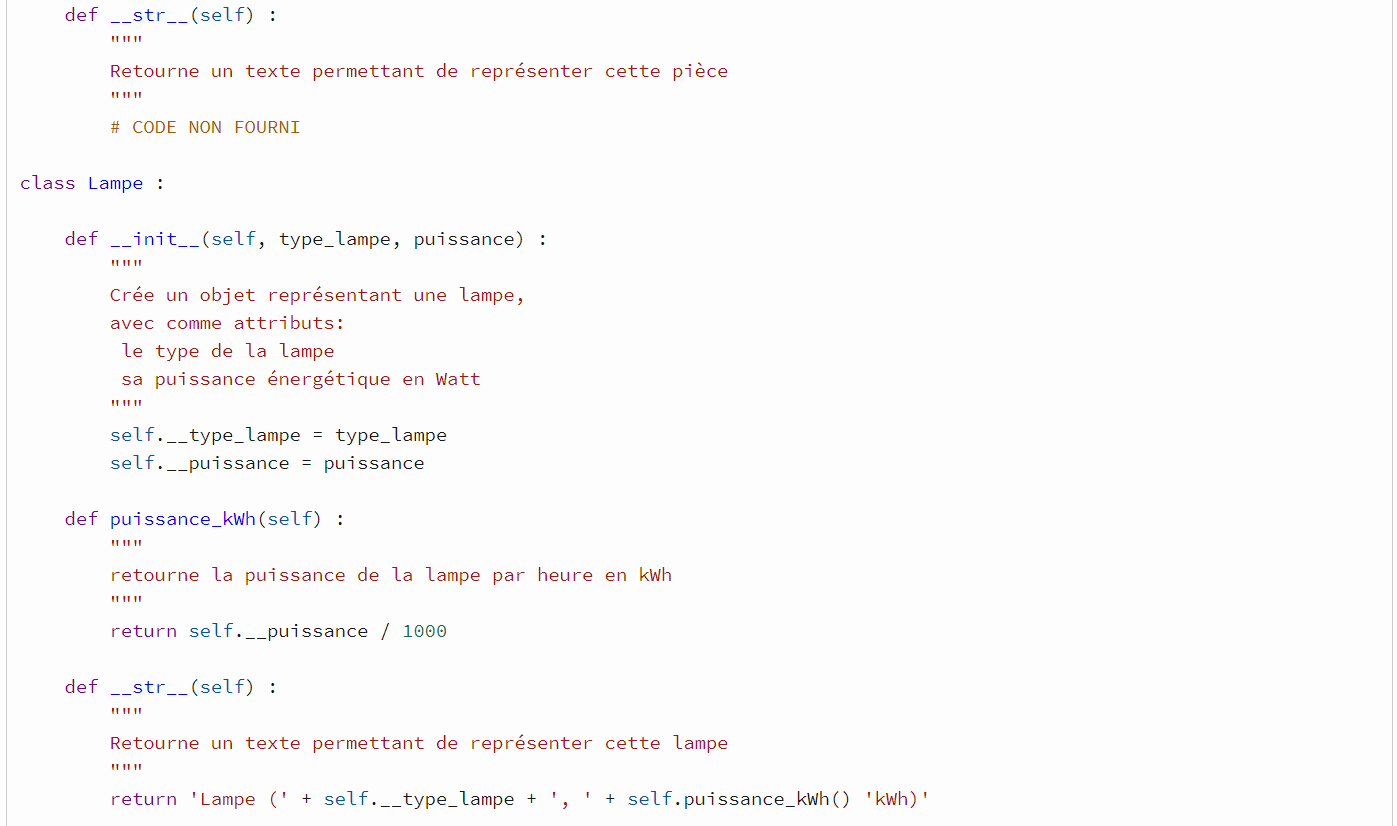 def __str__(self) :
"""
Retourne un texte permettant de représenter cette pièce
"""
# CODE NON FOURNI
class Lampe :
def __init__(self, type_lampe, puissance) :
"""
Crée un objet représentant une lampe,
avec comme attributs:
le type de la lampe
sa puissance énergétique en Watt
"""
self.__type_lampe = type_lampe
self.__puissance = puissance
def puissance_kWh(self) :
"""
retourne la puissance de la lampe par heure en kWh
"""
return self.__puissance / 1000
def __str__(self) :
"""
Retourne un texte permettant de représenter cette lampe
"""
return 'Lampe (' + self.__type_lampe + ', ' + self.puissance_kWh() 'kWh)'